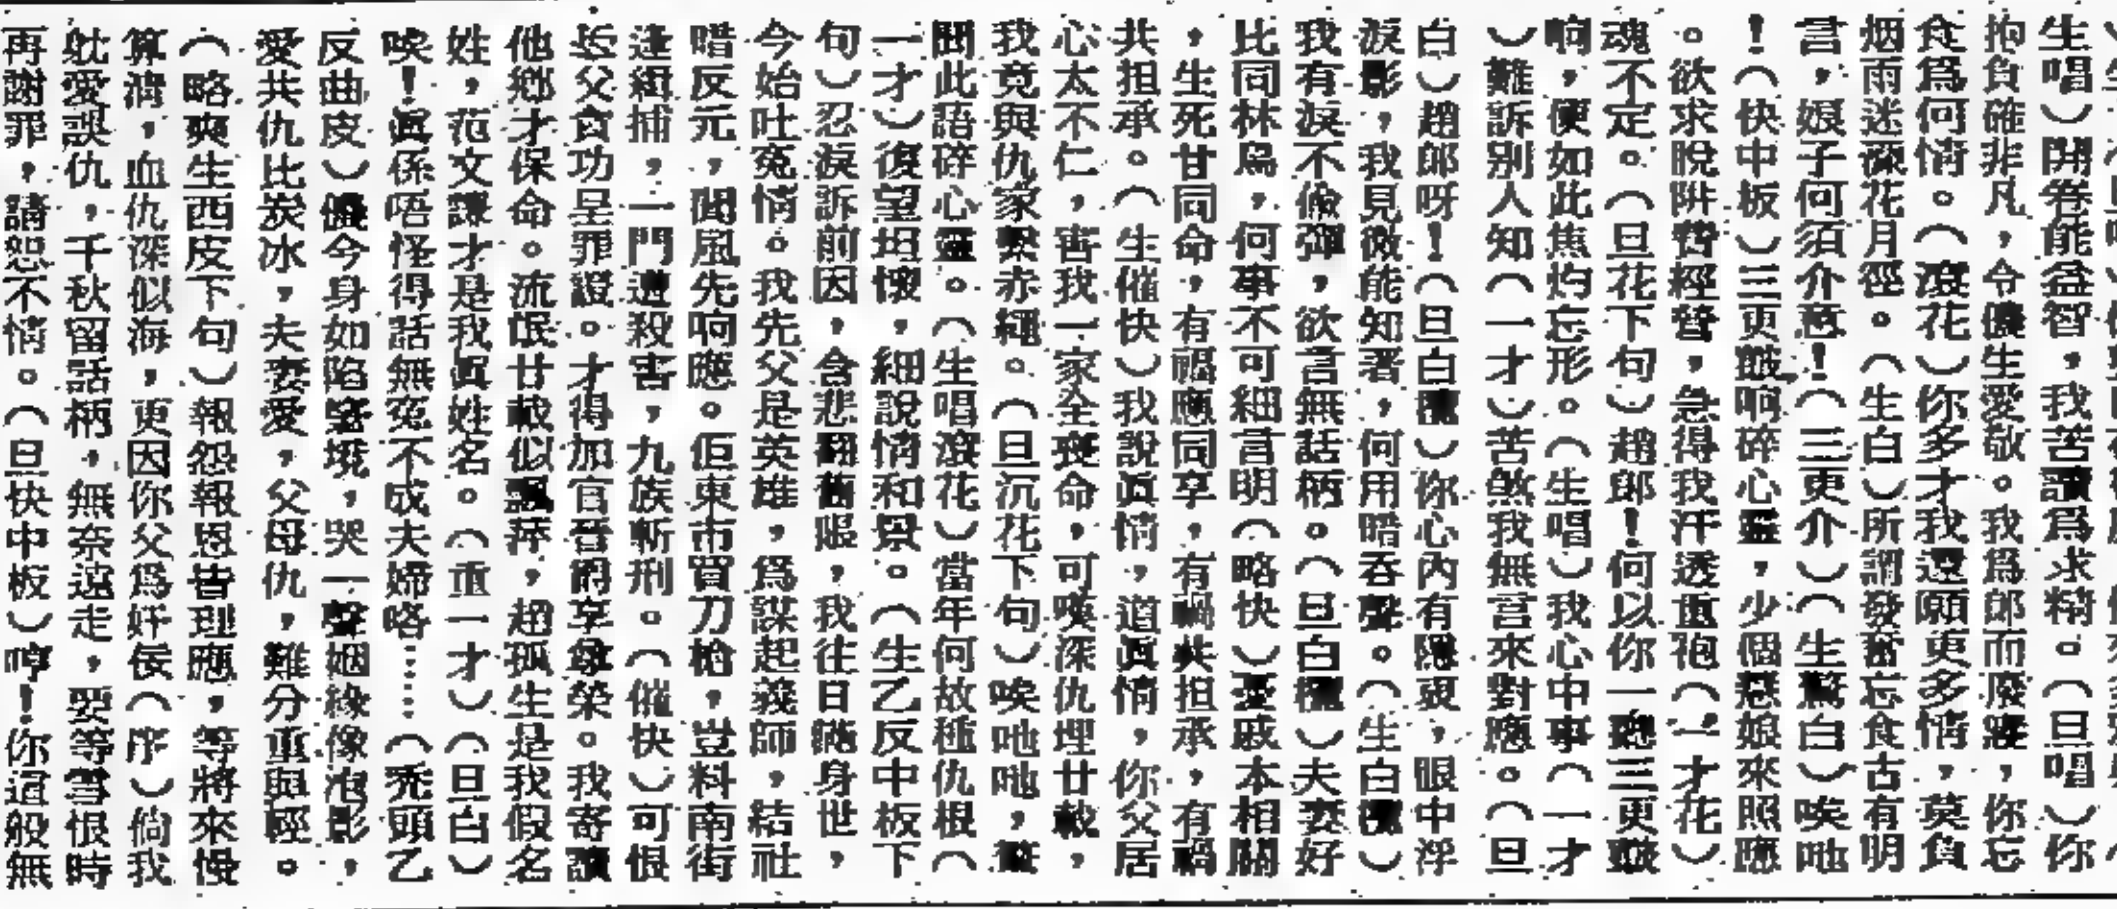 生唱）開卷能益智，我苦讀爲求精。（旦唱）你
抱負確非凡，令儂生愛敬。我爲郎而廢寢，你忘
食爲何情。（滾花）你多才我還願更多情，莫負
烟雨迷濛花月徑。（生白）所謂發奮忘食古有明
言，娘子何須介意！（三更介）（生驚白）唉吔
！（快中板）三更鼓响碎心靈，少個慧娘來照應
。欲求脫阱費經營，急得我汗透重袍（一才花）
魂不定。（旦花下句）趙郎！何以你一聽三更鼓
响，便如此焦灼忘形。（生唱）我心中事（一才
）難訴别人知（一才）苦煞我無言來對應。（旦
白）趙郎呀！（旦白欖）你心內有隱衷，眼中浮
淚影，我見微能知著，何用暗吞聲。（生白欖）
我有淚不偷彈，欲言無話柄。（旦白欖）夫妻好
比同林鳥，何事不可細言明（略快）憂戚本相關
，生死甘同命，有福應同享，有禍共担承，有禍
共担承。（生催快）我說眞情，道眞情，你父居
心太不仁，害我一家全喪命，可嘆深仇埋廿載，
我竟與仇家繫赤繩。（旦沉花下句）唉吔吔，驚
聞此語碎心靈。（生唱滾花）當年何故種仇根（
一才）復望坦懷，細說情和景。（生乙反中板下
句）忍淚訴前因，含悲翻舊賬，我往日飄身世，
今始吐寃情。我先父是英雄，爲謀起義師，結社
暗反元，聞風先响應。但東市買刀槍，豈料南街
逢緝捕，一門遭殺害，九族斬刑。（催快）可恨
岳父貪功呈罪證。才得加官晉爵享尊榮。我寄讀
他鄉才保命。流氓廿載似飄萍，趙孤生是我假名
姓，范文謙才是我眞姓名。（重一才）（旦白）
唉！眞係唔怪得話無寃不成夫婦咯……（禿頭乙
反曲皮）儂今身如陷窘境，哭一聲姻緣像泡影，
愛共仇比炭冰，夫妻愛，父母仇，難分重與輕。
（略爽生西皮下句）報怨報恩皆理應，等將來慢
算清，血仇深似海，更因你父爲奸佞（序）倘我
躭愛誤仇，千秋留話柄，無奈遠走，要等雪恨時
再謝罪，請恕不情。（旦快中板）哼！你這般無